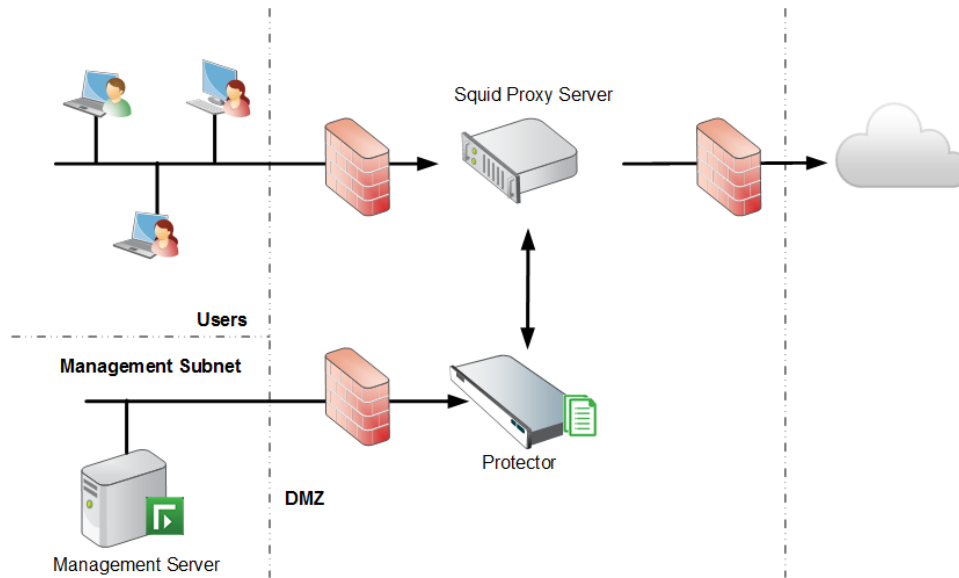 Squid Proxy Server
Users
Management Subnet
Protector
DMZ
Management Server